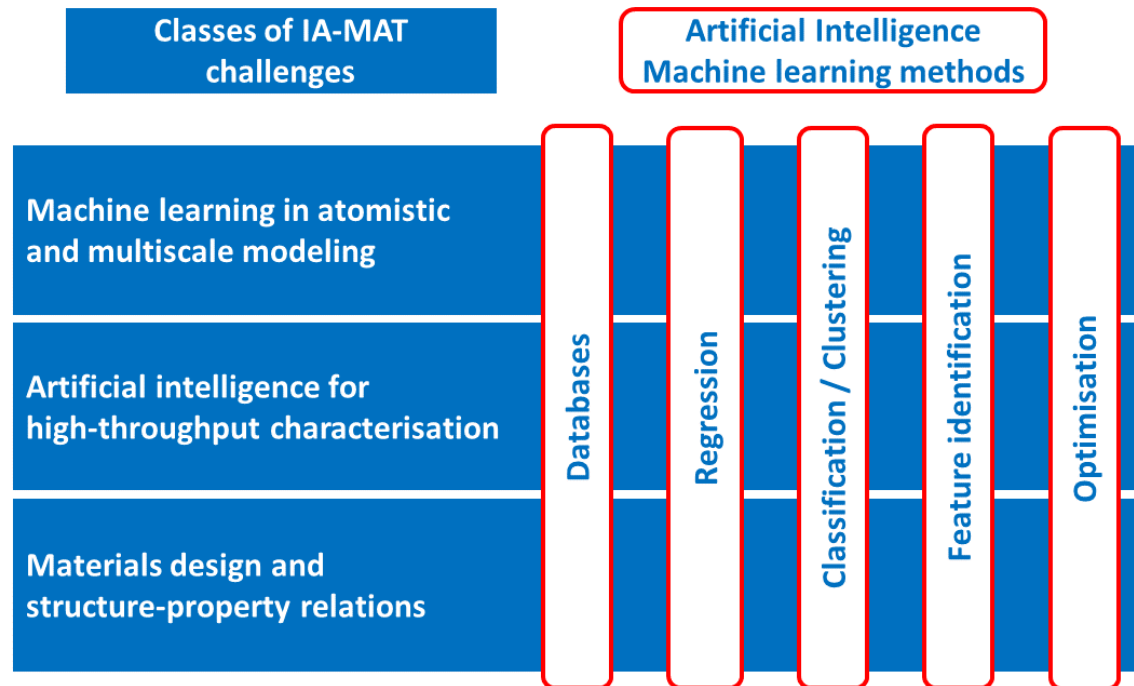 Classes of IA-MAT
challenges
Artificial Intelligence
Machine learning methods
Machine learning in atomistic
and multiscale modeling
Artificial intelligence for
high-throughput characterisation
Materials design and
structure-property relations
Databases
Regression
Classification / Clustering
Feature identification
Optimisation